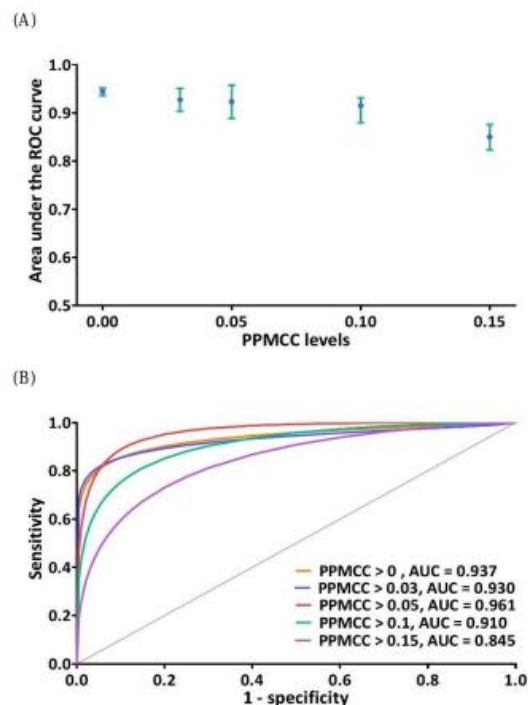 (A)
Area under the ROC curve
1.0
0.9
0.8
0.7
0.6
0.5
0.00 0.05 0.10 0.15
PPMCC levels
(B)
Sensitivity
1.0
0.8
0.6
0.4
0.2
0.0
PPMCC > 0 , AUC = 0.937
PPMCC > 0.03, AUC = 0.930
PPMCC > 0.05, AUC = 0.961
PPMCC > 0.1, AUC = 0.910
PPMCC > 0.15, AUC = 0.845
0.0 0.2 0.4 0.6 0.8 1.0
1 - specificity